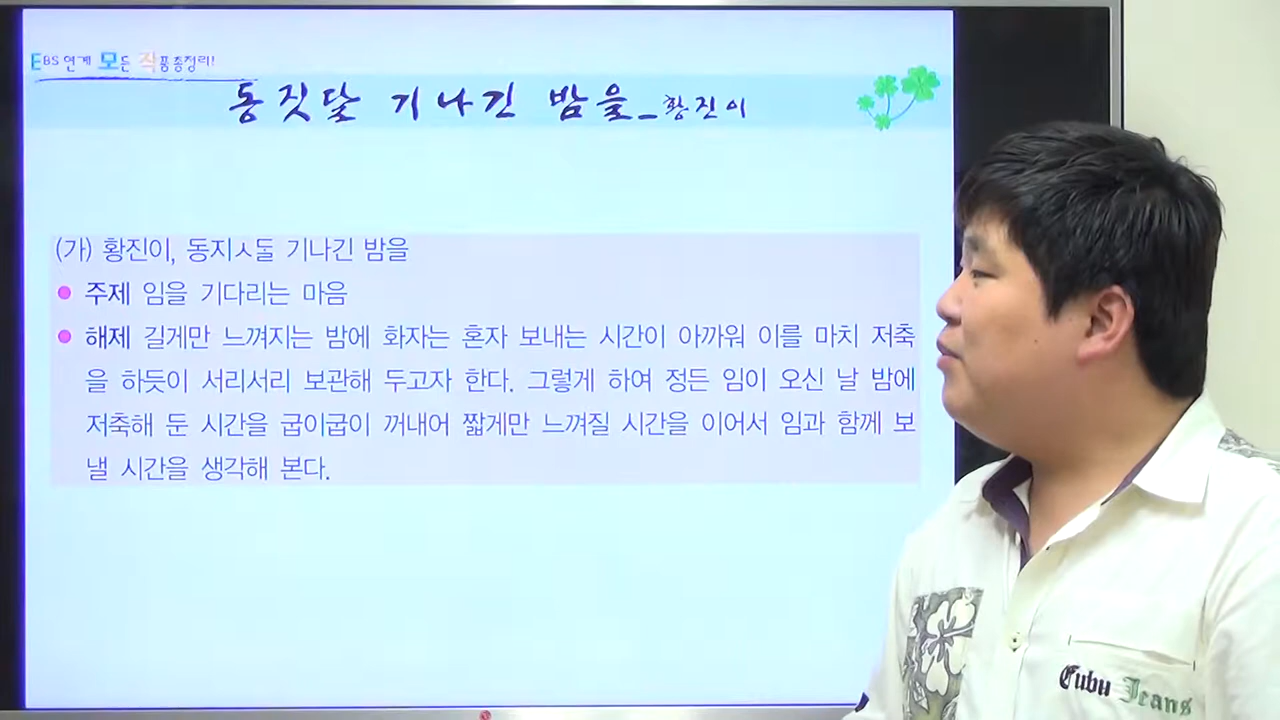 EBS 연계 모든 작품총정리!
동짓달 기나긴 밤을_황진이
(가) 황진이, 동지ㅅ둘 기나긴 밤을
주제 임을 기다리는 마음
해제 길게만 느껴지는 밤에 화자는 혼자 보내는 시간이 아까워 이를 마치 저축
을 하듯이 서리서리 보관해 두고자 한다. 그렇게 하여 정든 임이 오신 날 밤에
저축해 둔 시간을 굽이굽이 꺼내어 짧게만 느껴질 시간을 이어서 임과 함께 보
낼 시간을 생각해 본다.
Cubu Jeans